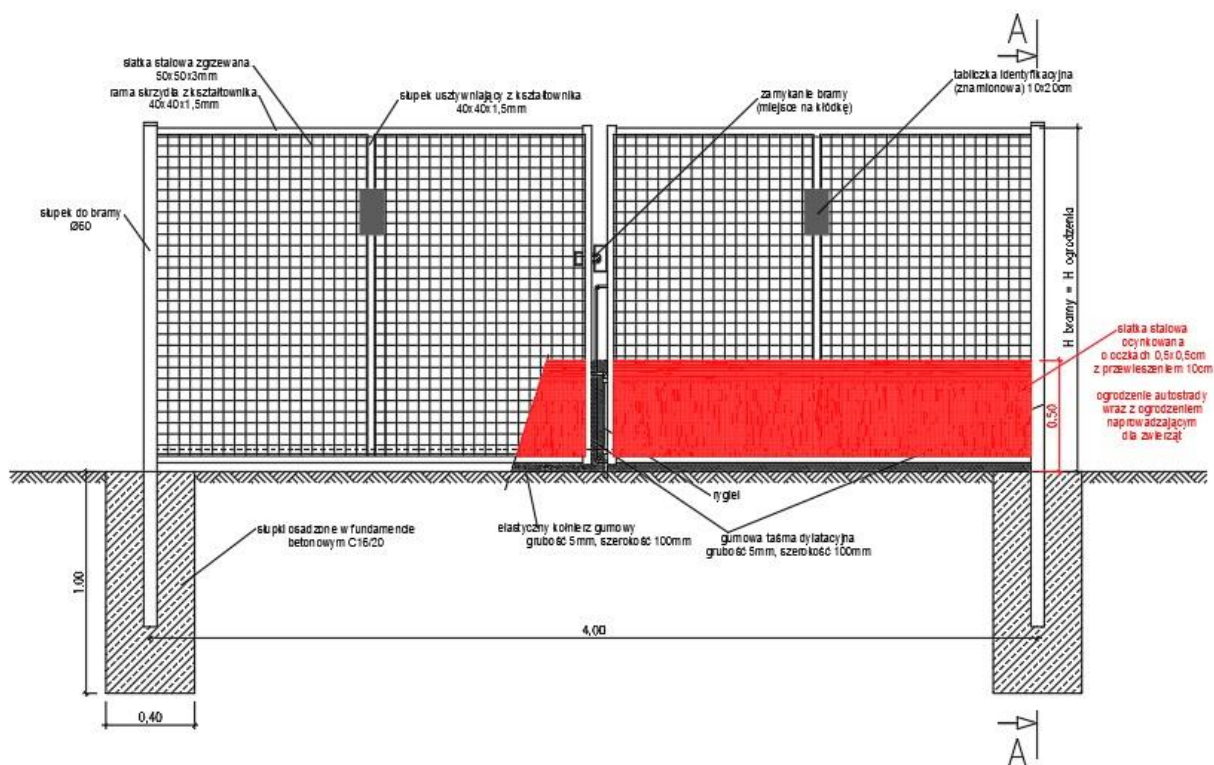 A
siatka stalowa zgrzewana
50x50x3mm
rama skrzydła z kształtownika
40x40x1,5mm
słupek usztywniający z kształtownika
40x40x1,5mm
zamykanie bramy
(miejsce na kłódkę)
tabliczka identyfikacyjna
(znamionowa) 10x20cm
słupek do bramy
Ø60
H bramy = H ogrodzenia
siatka stalowa
ocynkowana
o oczkach 0,5x0,5cm
z przewieszeniem 10cm
ogrodzenie autostrady
wraz z ogrodzeniem
naprowadzającym
dla zwierząt
0,50
rygiel
słupki osadzone w fundamencie
betonowym C16/20
elastyczny kołnierz gumowy
grubość 5mm, szerokość 100mm
gumowa taśma dylatacyjna
grubość 5mm, szerokość 100mm
1,00
4,00
0,40
A